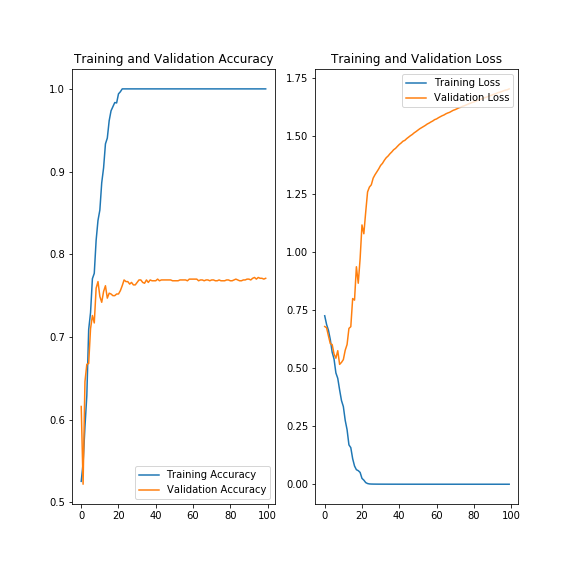 Training and Validation Accuracy
1.0
0.9
0.8
0.7
0.6
0.5
0 20 40 60 80 100
Training Accuracy
Validation Accuracy
Training and Validation Loss
1.75
1.50
1.25
1.00
0.75
0.50
0.25
0.00
0 20 40 60 80 100
Training Loss
Validation Loss